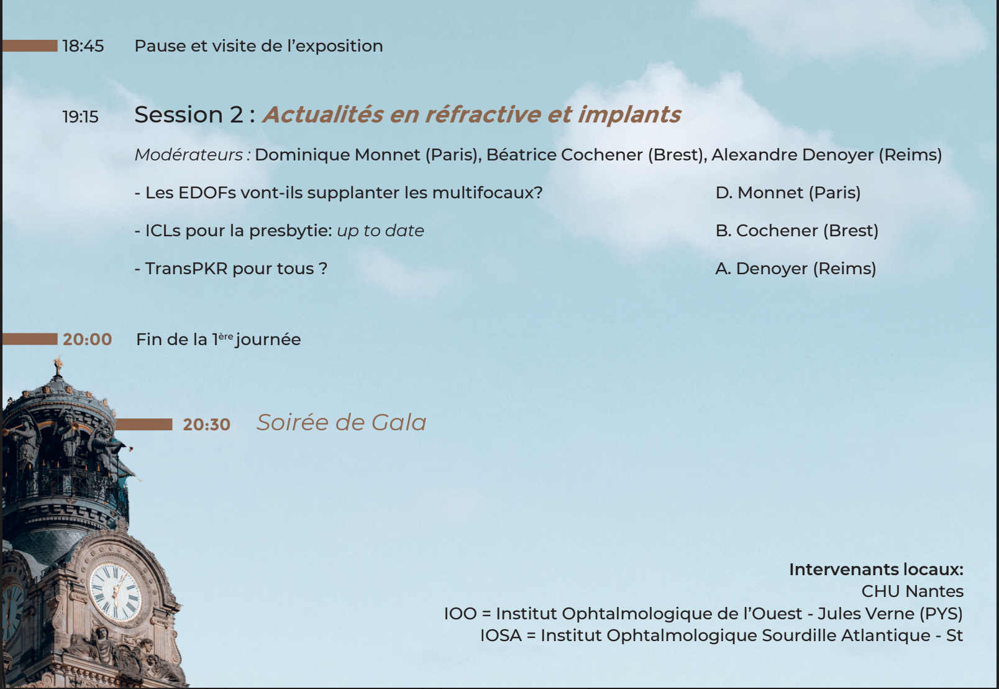 18:45 Pause et visite de l’exposition
19:15 Session 2 : Actualités en réfractive et implants
Modérateurs : Dominique Monnet (Paris), Béatrice Cochener (Brest), Alexandre Denoyer (Reims)
- Les EDOFs vont-ils supplanter les multifocaux? D. Monnet (Paris)
- ICLs pour la presbytie: up to date B. Cochener (Brest)
- TransPKR pour tous ? A. Denoyer (Reims)
20:00 Fin de la 1ère journée
20:30 Soirée de Gala
Intervenants locaux:
CHU Nantes
IOO = Institut Ophtalmologique de l’Ouest - Jules Verne (PYS)
IOSA = Institut Ophtalmologique Sourdille Atlantique - St